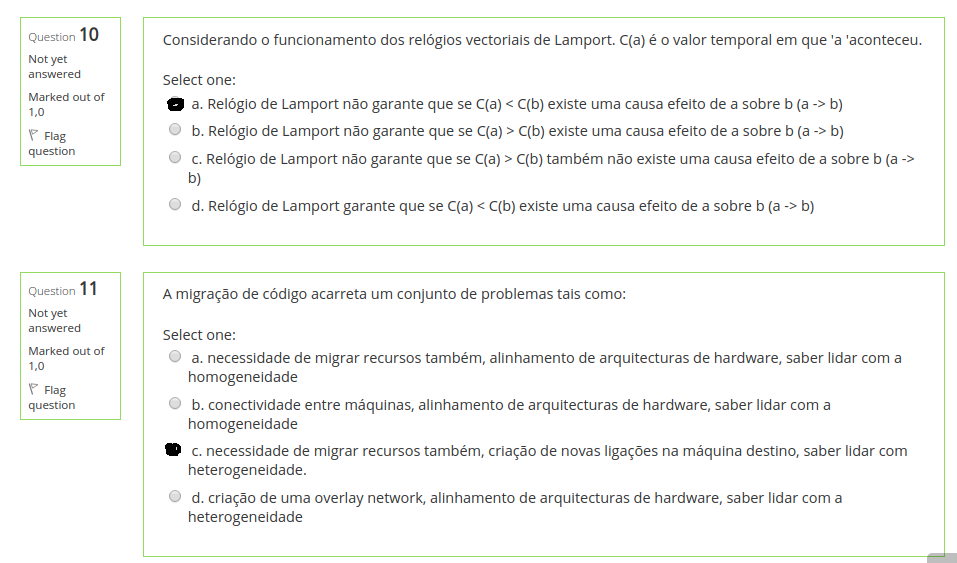 Question 10
Not yet
answered
Marked out of
1,0
Flag
question
Considerando o funcionamento dos relógios vectoriais de Lamport. C(a) é o valor temporal em que 'a 'aconteceu.
Select one:
a. Relógio de Lamport não garante que se C(a) < C(b) existe uma causa efeito de a sobre b (a -> b)
b. Relógio de Lamport não garante que se C(a) > C(b) existe uma causa efeito de a sobre b (a -> b)
c. Relógio de Lamport não garante que se C(a) > C(b) também não existe uma causa efeito de a sobre b (a ->
b)
d. Relógio de Lamport garante que se C(a) < C(b) existe uma causa efeito de a sobre b (a -> b)
Question 11
Not yet
answered
Marked out of
1,0
Flag
question
A migração de código acarreta um conjunto de problemas tais como:
Select one:
a. necessidade de migrar recursos também, alinhamento de arquitecturas de hardware, saber lidar com a
homogeneidade
b. conectividade entre máquinas, alinhamento de arquitecturas de hardware, saber lidar com a
homogeneidade
c. necessidade de migrar recursos também, criação de novas ligações na máquina destino, saber lidar com
heterogeneidade.
d. criação de uma overlay network, alinhamento de arquitecturas de hardware, saber lidar com a
heterogeneidade